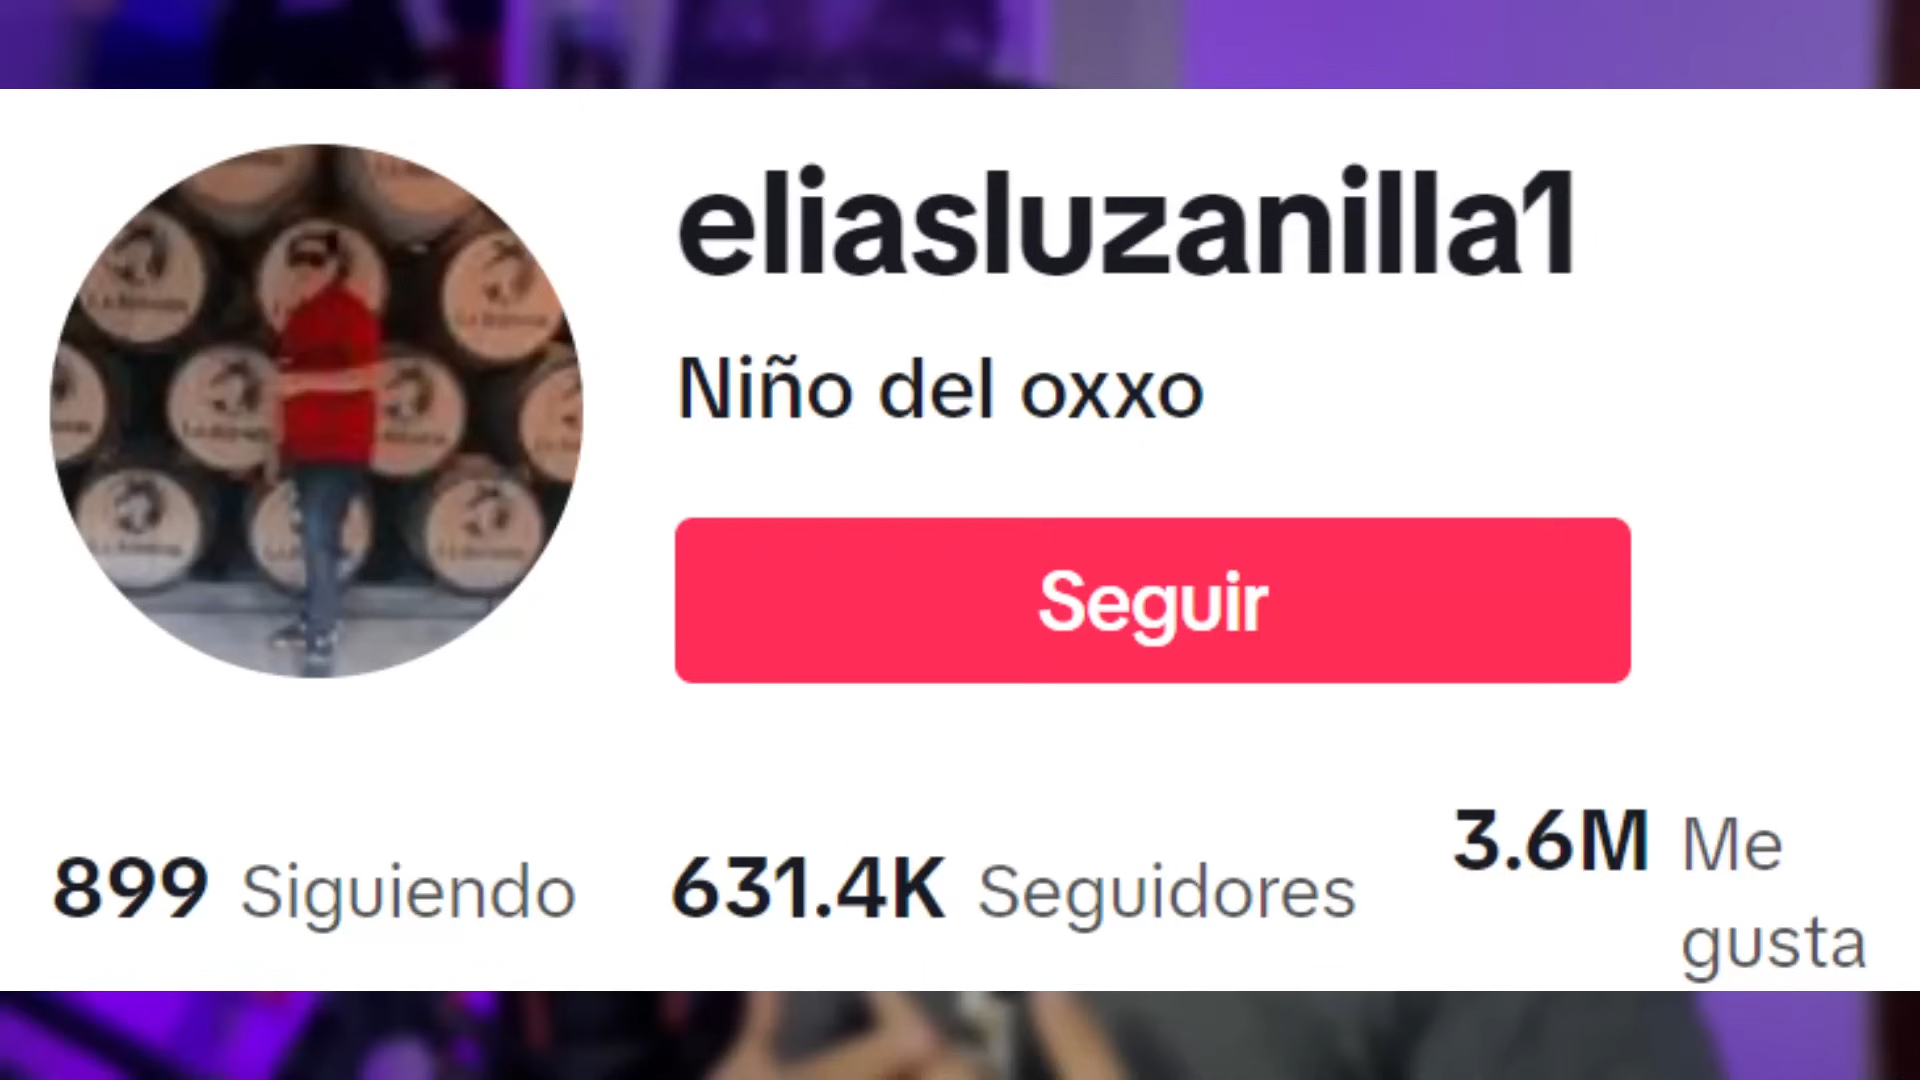 eliasluzanilla1
Niño del oxxo
Seguir
899 Siguiendo
631.4K Seguidores
3.6M Me
gusta